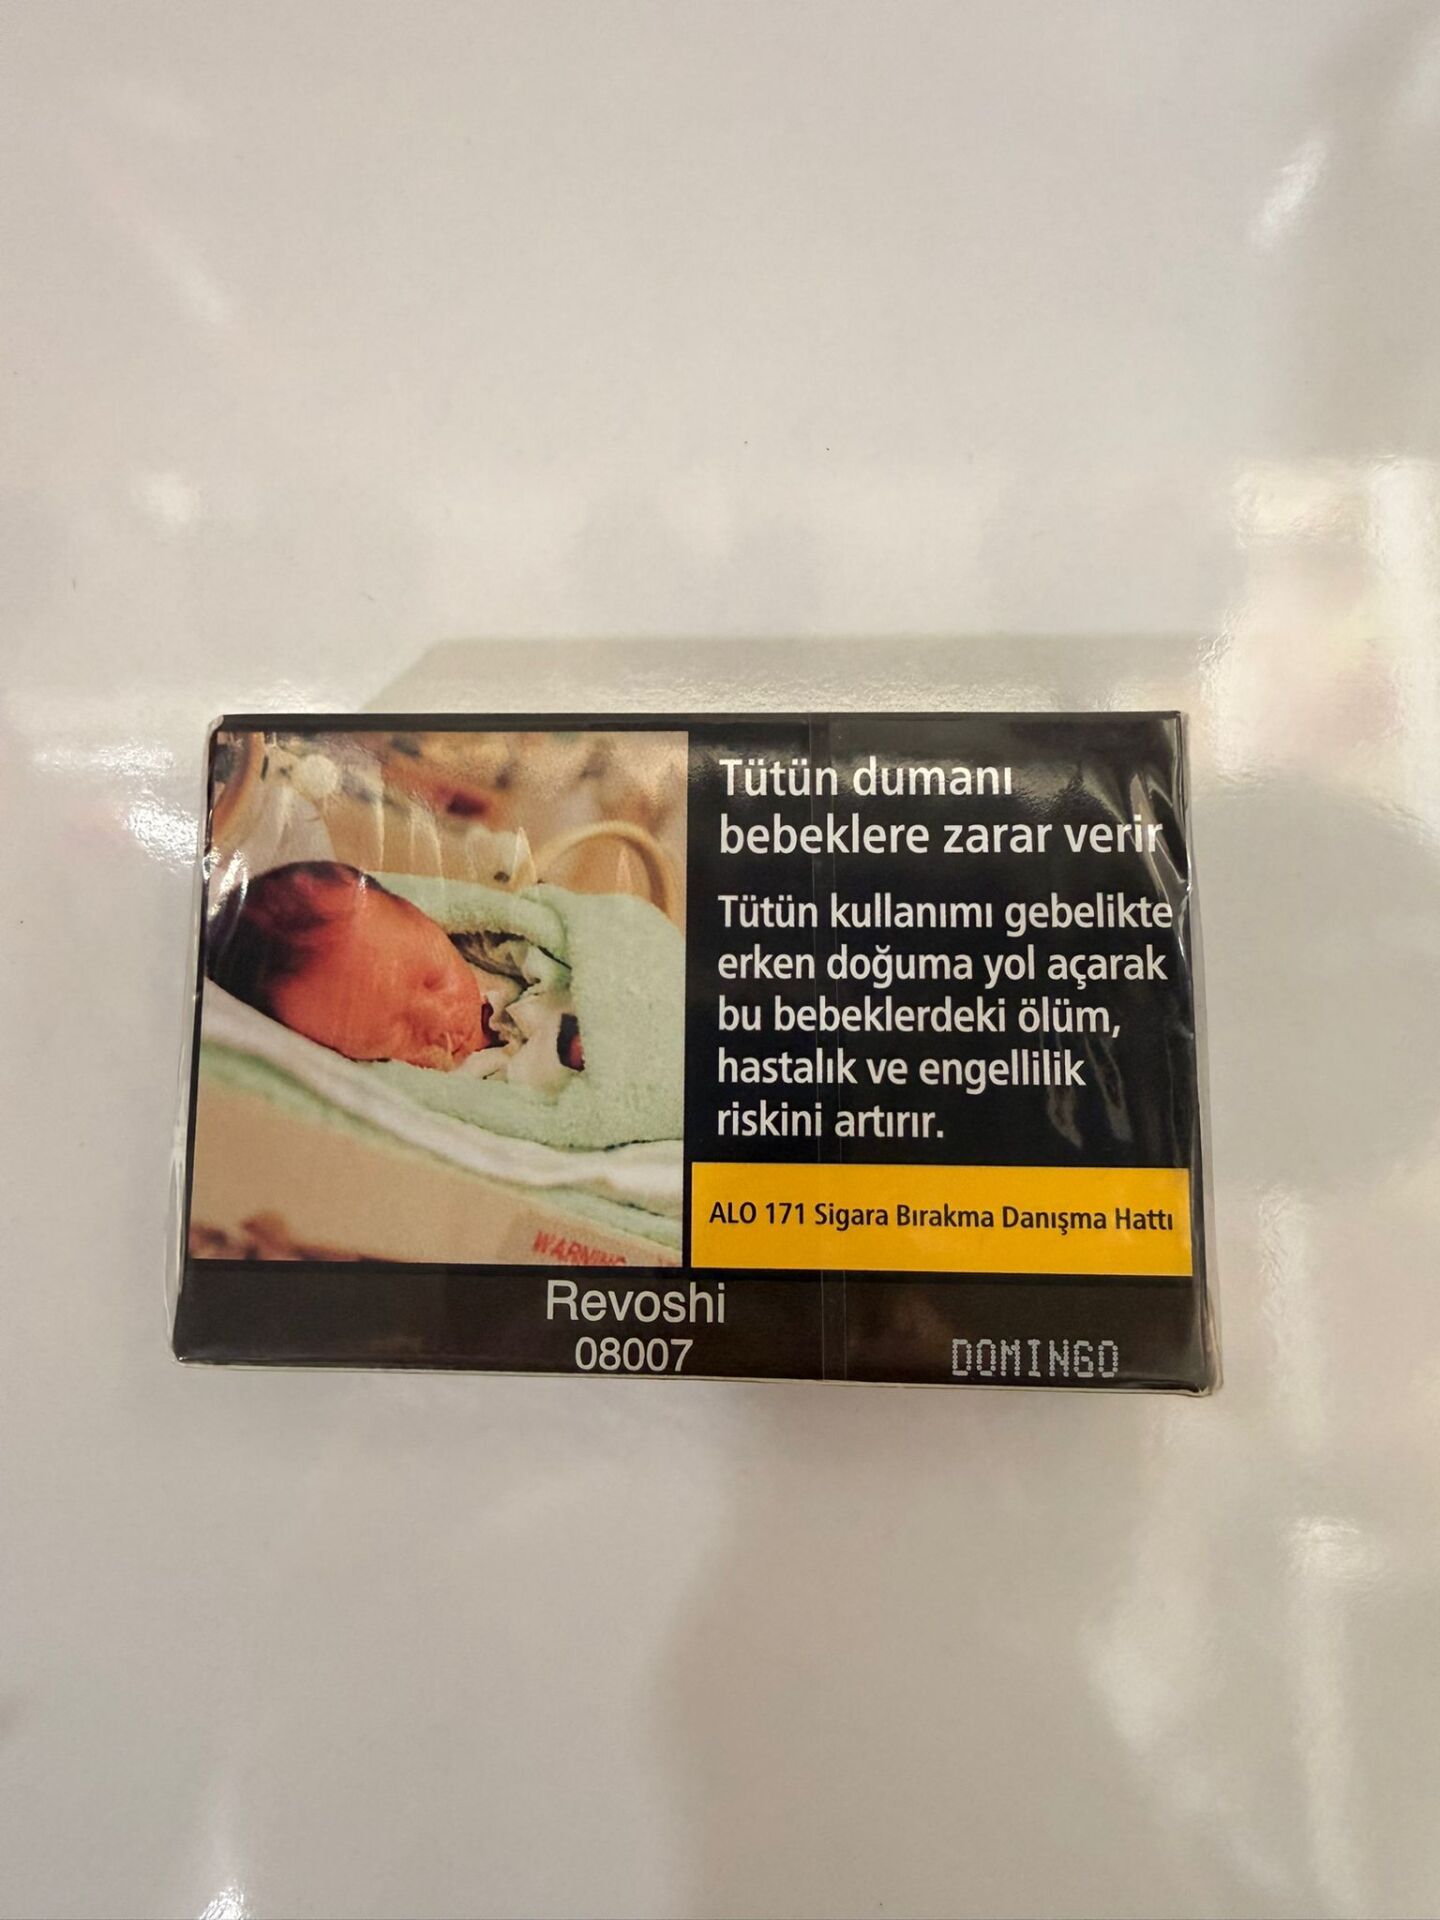 Tütün dumanı
bebeklere zarar verir
Tütün kullanımı gebelikte
erken doğuma yol açarak
bu bebeklerdeki ölüm,
hastalık ve engellilik
riskini artırır.
ALO 171 Sigara Bırakma Danışma Hattı
WARNING
Revoshi
08007
DOMINGO